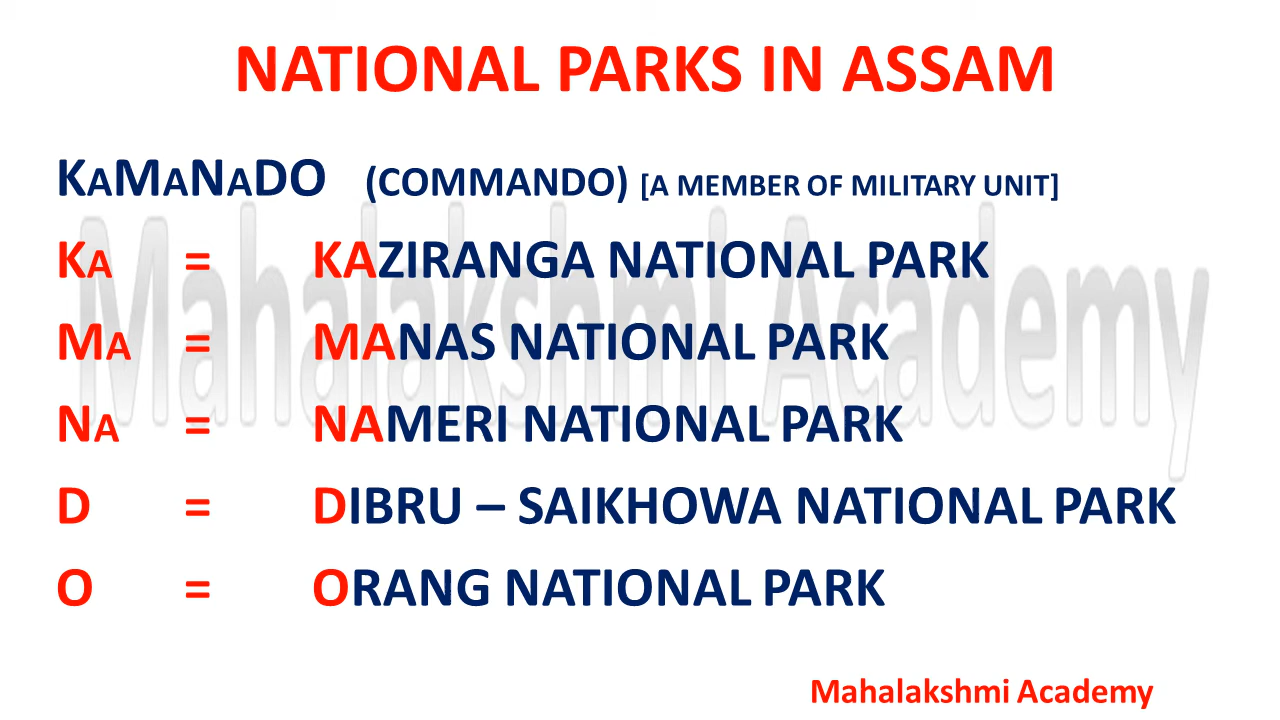 NATIONAL PARKS IN ASSAM
KAMANADO (COMMANDO) [A MEMBER OF MILITARY UNIT]
KA = KAZIRANGA NATIONAL PARK
MA = MANAS NATIONAL PARK
NA = NAMERI NATIONAL PARK
D = DIBRU – SAIKHOWA NATIONAL PARK
O = ORANG NATIONAL PARK
Mahalakshmi Academy
Mahalakshmi Academy